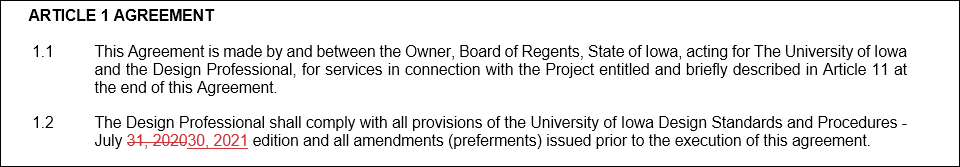 ARTICLE 1 AGREEMENT
1.1 This Agreement is made by and between the Owner, Board of Regents, State of Iowa, acting for The University of Iowa
and the Design Professional, for services in connection with the Project entitled and briefly described in Article 11 at
the end of this Agreement.
1.2 The Design Professional shall comply with all provisions of the University of Iowa Design Standards and Procedures -
July 31, 202030, 2021 edition and all amendments (preferments) issued prior to the execution of this agreement.